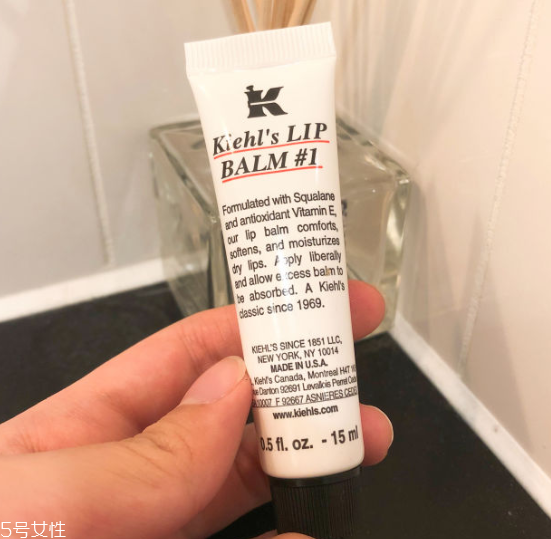 K
Kiehl's LIP
BALM #1
Formulated with Squalane
and antioxidant Vitamin E,
our lip balm comforts,
softens, and moisturizes
dry lips. Apply liberally
and allow excess balm to
be absorbed. A Kiehl's
classic since 1969.
KIEHL'S SINCE 1851 LLC,
NEW YORK, NY 10014
MADE IN U.S.A.
Kiehl's Canada, Montreal H4T
Danton 92691 Levallois Perret
F 92667 ASNIERES
www.kiehls.com
0.5 fl. oz. - 15 ml
5号女性